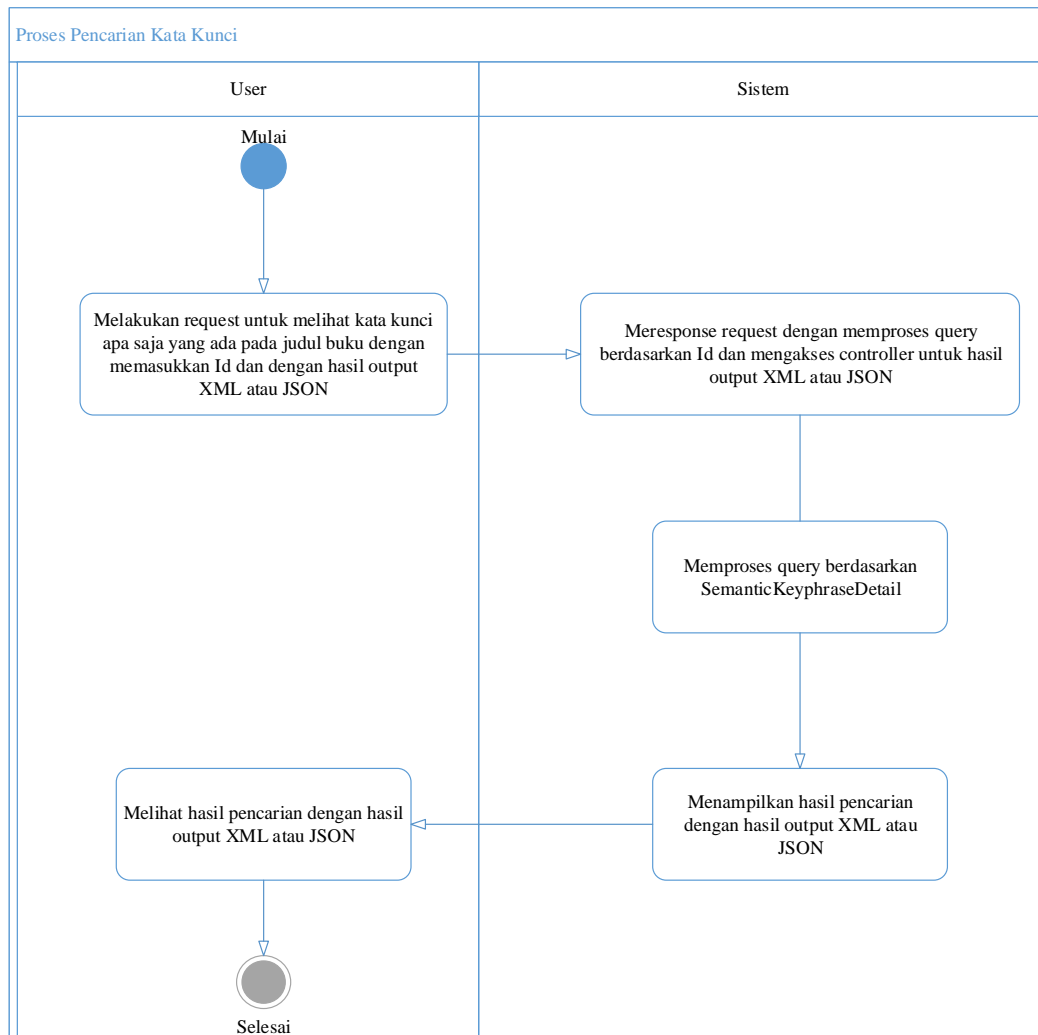 Proses Pencarian Kata Kunci
User
Sistem
Mulai
Melakukan request untuk melihat kata kunci
apa saja yang ada pada judul buku dengan
memasukkan Id dan dengan hasil output
XML atau JSON
Meresponse request dengan memproses query
berdasarkan Id dan mengakses controller untuk hasil
output XML atau JSON
Memproses query berdasarkan
SemanticKeyphraseDetail
Menampilkan hasil pencarian
dengan hasil output XML atau
JSON
Melihat hasil pencarian dengan hasil
output XML atau JSON
Selesai